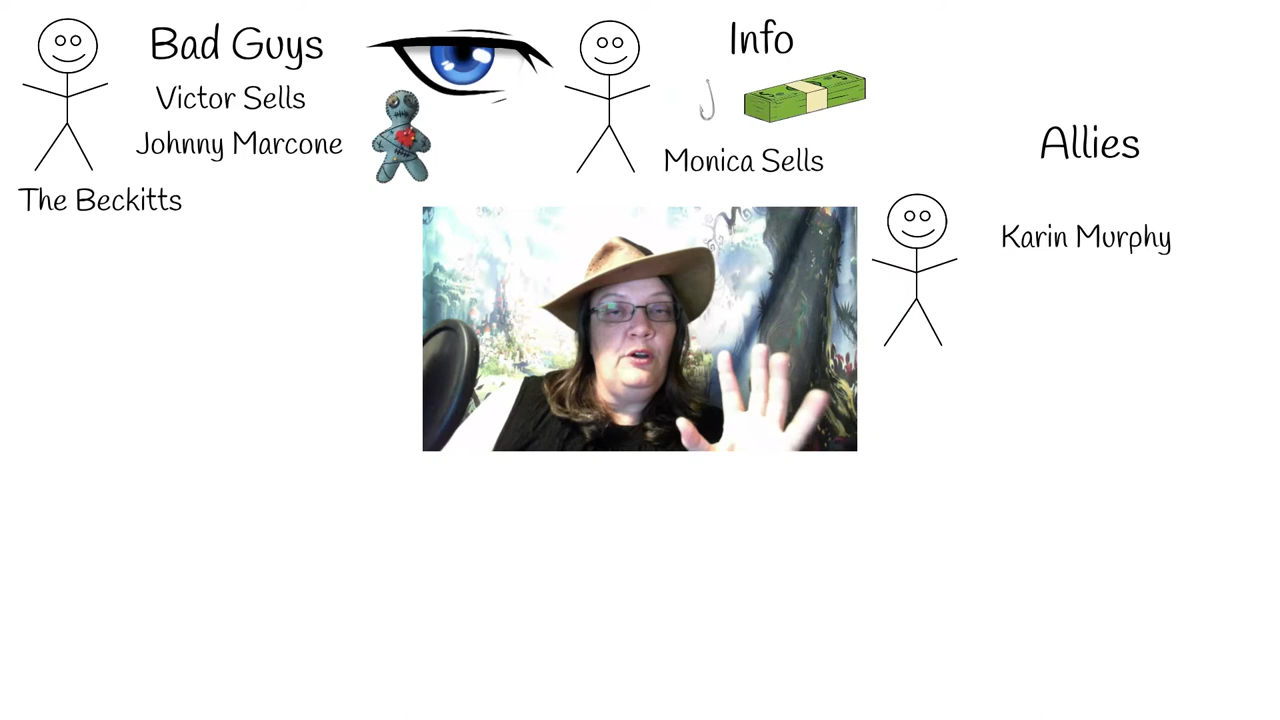 Bad Guys
Victor Sells
Johnny Marcone
The Beckitts
Info
Monica Sells
Allies
Karin Murphy